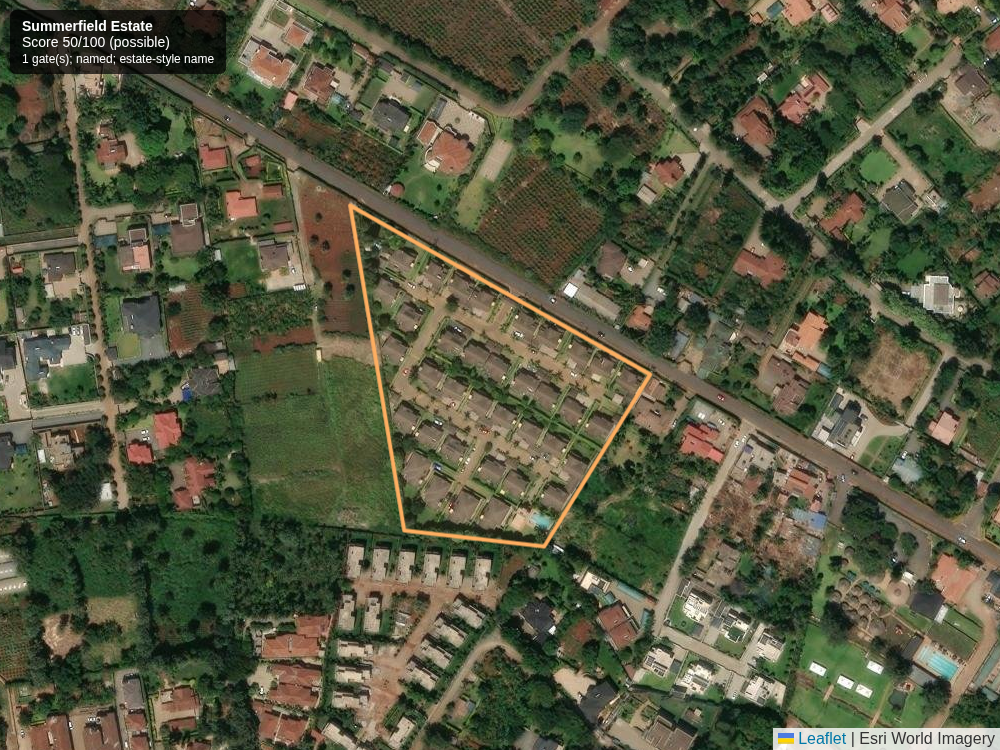 Summerfield Estate
Score 50/100 (possible)
1 gate(s); named; estate-style name
Leaflet | Esri World Imagery